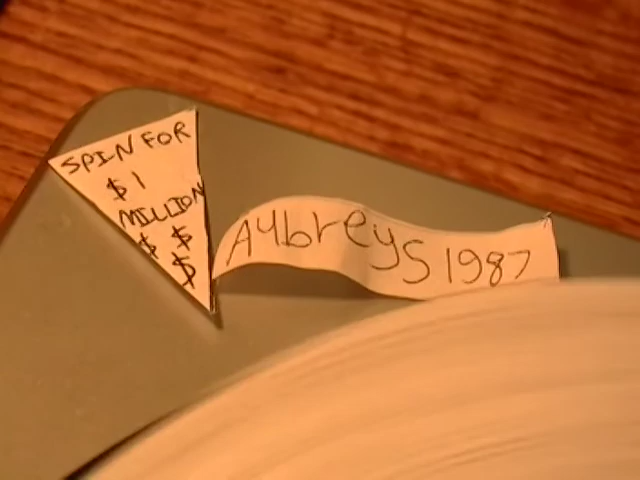 SPIN FOR
$1
MILLION
$ $
$
Aubreys 1987